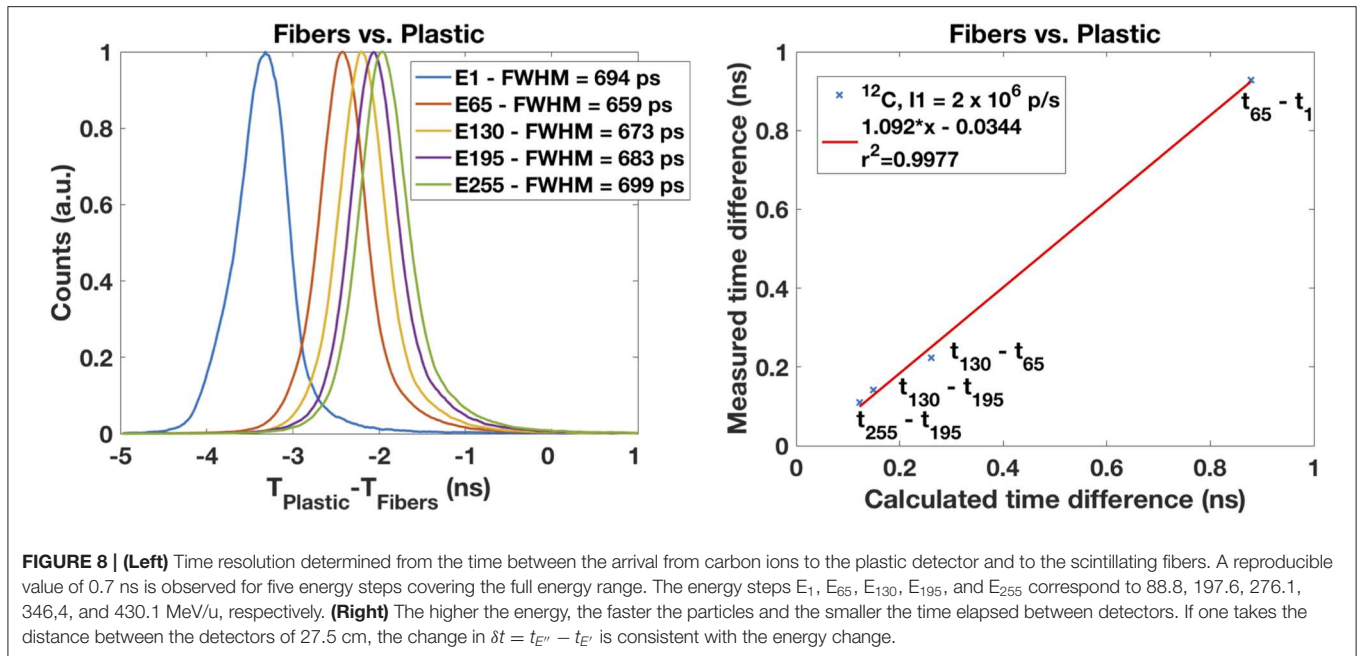 Fibers vs. Plastic
Counts (a.u.)
1
0.8
0.6
0.4
0.2
0
E1 - FWHM = 694 ps
E65 - FWHM = 659 ps
E130 - FWHM = 673 ps
E195 - FWHM = 683 ps
E255 - FWHM = 699 ps
-5 -4 -3 -2 -1 0 1
T_Plastic-T_Fibers (ns)
Fibers vs. Plastic
Measured time difference (ns)
1
0.8
0.6
0.4
0.2
0
¹²C, I1 = 2 x 10⁶ p/s
1.092*x - 0.0344
r²=0.9977
t₆₅ - t₁
t₁₃₀ - t₆₅
t₁₃₀ - t₁₉₅
t₂₅₅ - t₁₉₅
0 0.2 0.4 0.6 0.8 1
Calculated time difference (ns)
FIGURE 8 | (Left) Time resolution determined from the time between the arrival from carbon ions to the plastic detector and to the scintillating fibers. A reproducible
value of 0.7 ns is observed for five energy steps covering the full energy range. The energy steps E₁, E₆₅, E₁₃₀, E₁₉₅, and E₂₅₅ correspond to 88.8, 197.6, 276.1,
346,4, and 430.1 MeV/u, respectively. (Right) The higher the energy, the faster the particles and the smaller the time elapsed between detectors. If one takes the
distance between the detectors of 27.5 cm, the change in δt = t_E″ − t_E′ is consistent with the energy change.